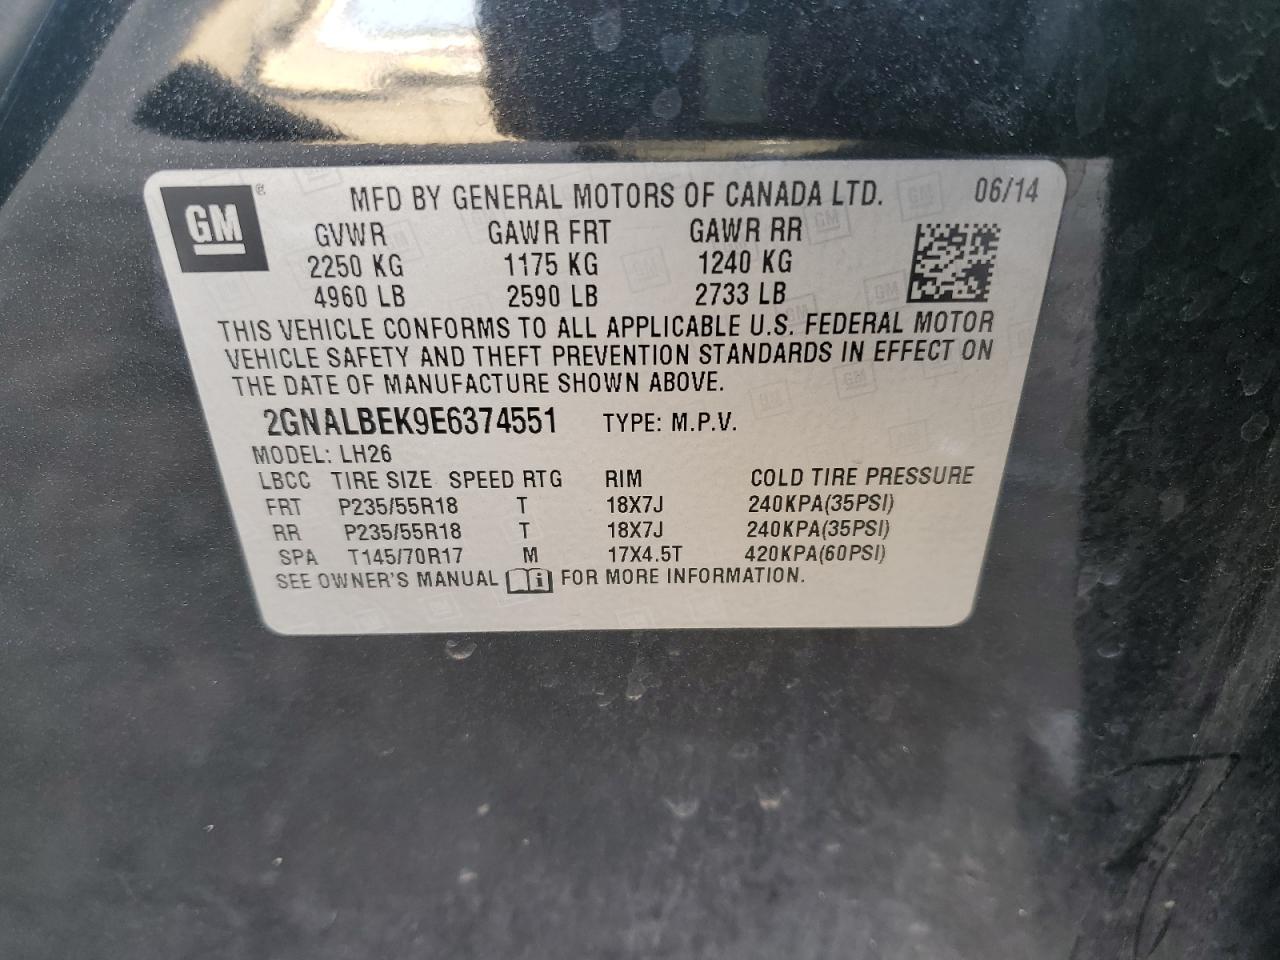 GM® MFD BY GENERAL MOTORS OF CANADA LTD. 06/14
GVWR GAWR FRT GAWR RR
2250 KG 1175 KG 1240 KG
4960 LB 2590 LB 2733 LB
THIS VEHICLE CONFORMS TO ALL APPLICABLE U.S. FEDERAL MOTOR
VEHICLE SAFETY AND THEFT PREVENTION STANDARDS IN EFFECT ON
THE DATE OF MANUFACTURE SHOWN ABOVE.
2GNALBEK9E6374551 TYPE: M.P.V.
MODEL: LH26
LBCC TIRE SIZE SPEED RTG RIM COLD TIRE PRESSURE
FRT P235/55R18 T 18X7J 240KPA(35PSI)
RR P235/55R18 T 18X7J 240KPA(35PSI)
SPA T145/70R17 M 17X4.5T 420KPA(60PSI)
SEE OWNER'S MANUAL i FOR MORE INFORMATION.